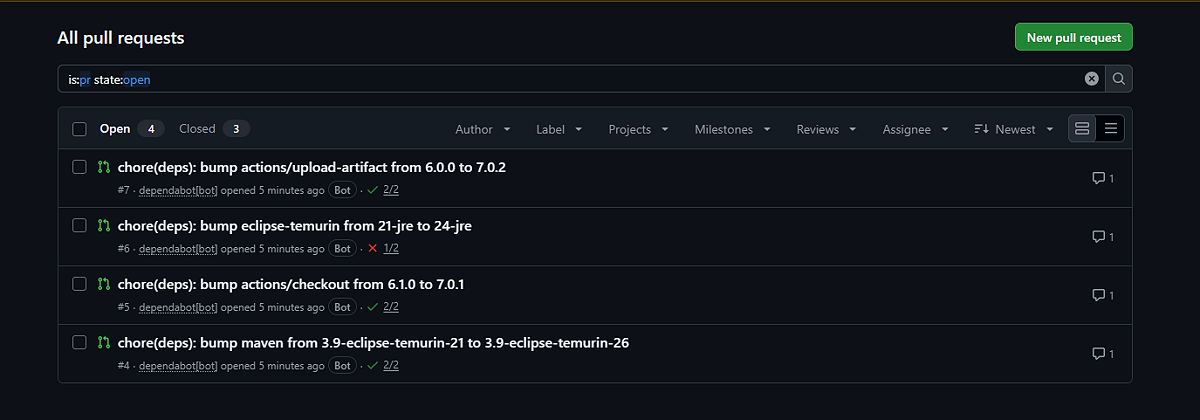 All pull requests
New pull request
is:pr state:open
Open 4 Closed 3 Author Label Projects Milestones Reviews Assignee Newest
chore(deps): bump actions/upload-artifact from 6.0.0 to 7.0.2
#7 · dependabot[bot] opened 5 minutes ago Bot · 2/2
1
chore(deps): bump eclipse-temurin from 21-jre to 24-jre
#6 · dependabot[bot] opened 5 minutes ago Bot · 1/2
1
chore(deps): bump actions/checkout from 6.1.0 to 7.0.1
#5 · dependabot[bot] opened 5 minutes ago Bot · 2/2
1
chore(deps): bump maven from 3.9-eclipse-temurin-21 to 3.9-eclipse-temurin-26
#4 · dependabot[bot] opened 5 minutes ago Bot · 2/2
1